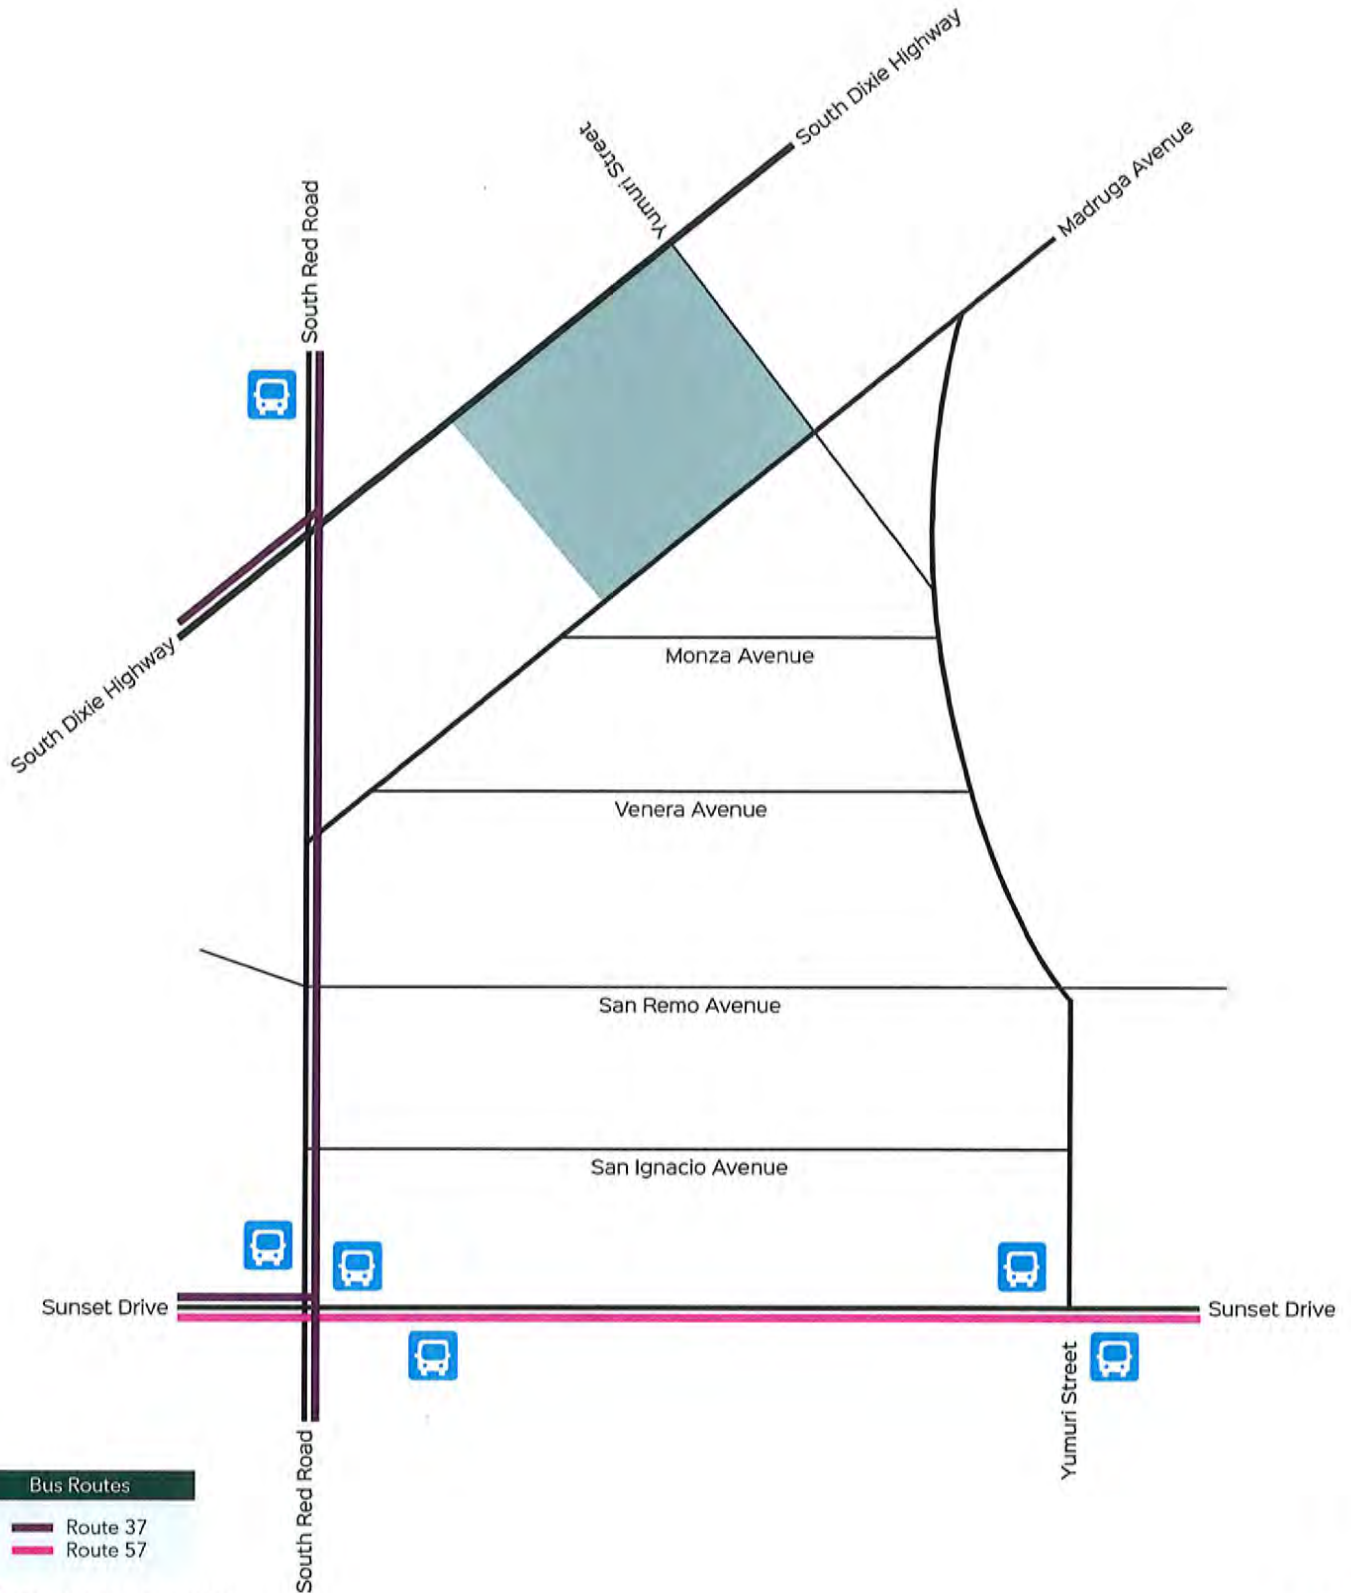 South Dixie Highway
Yumuri Street
Madruga Avenue
South Red Road
South Dixie Highway
Monza Avenue
Venera Avenue
San Remo Avenue
San Ignacio Avenue
Sunset Drive
Sunset Drive
Yumuri Street
South Red Road
Bus Routes
Route 37
Route 57